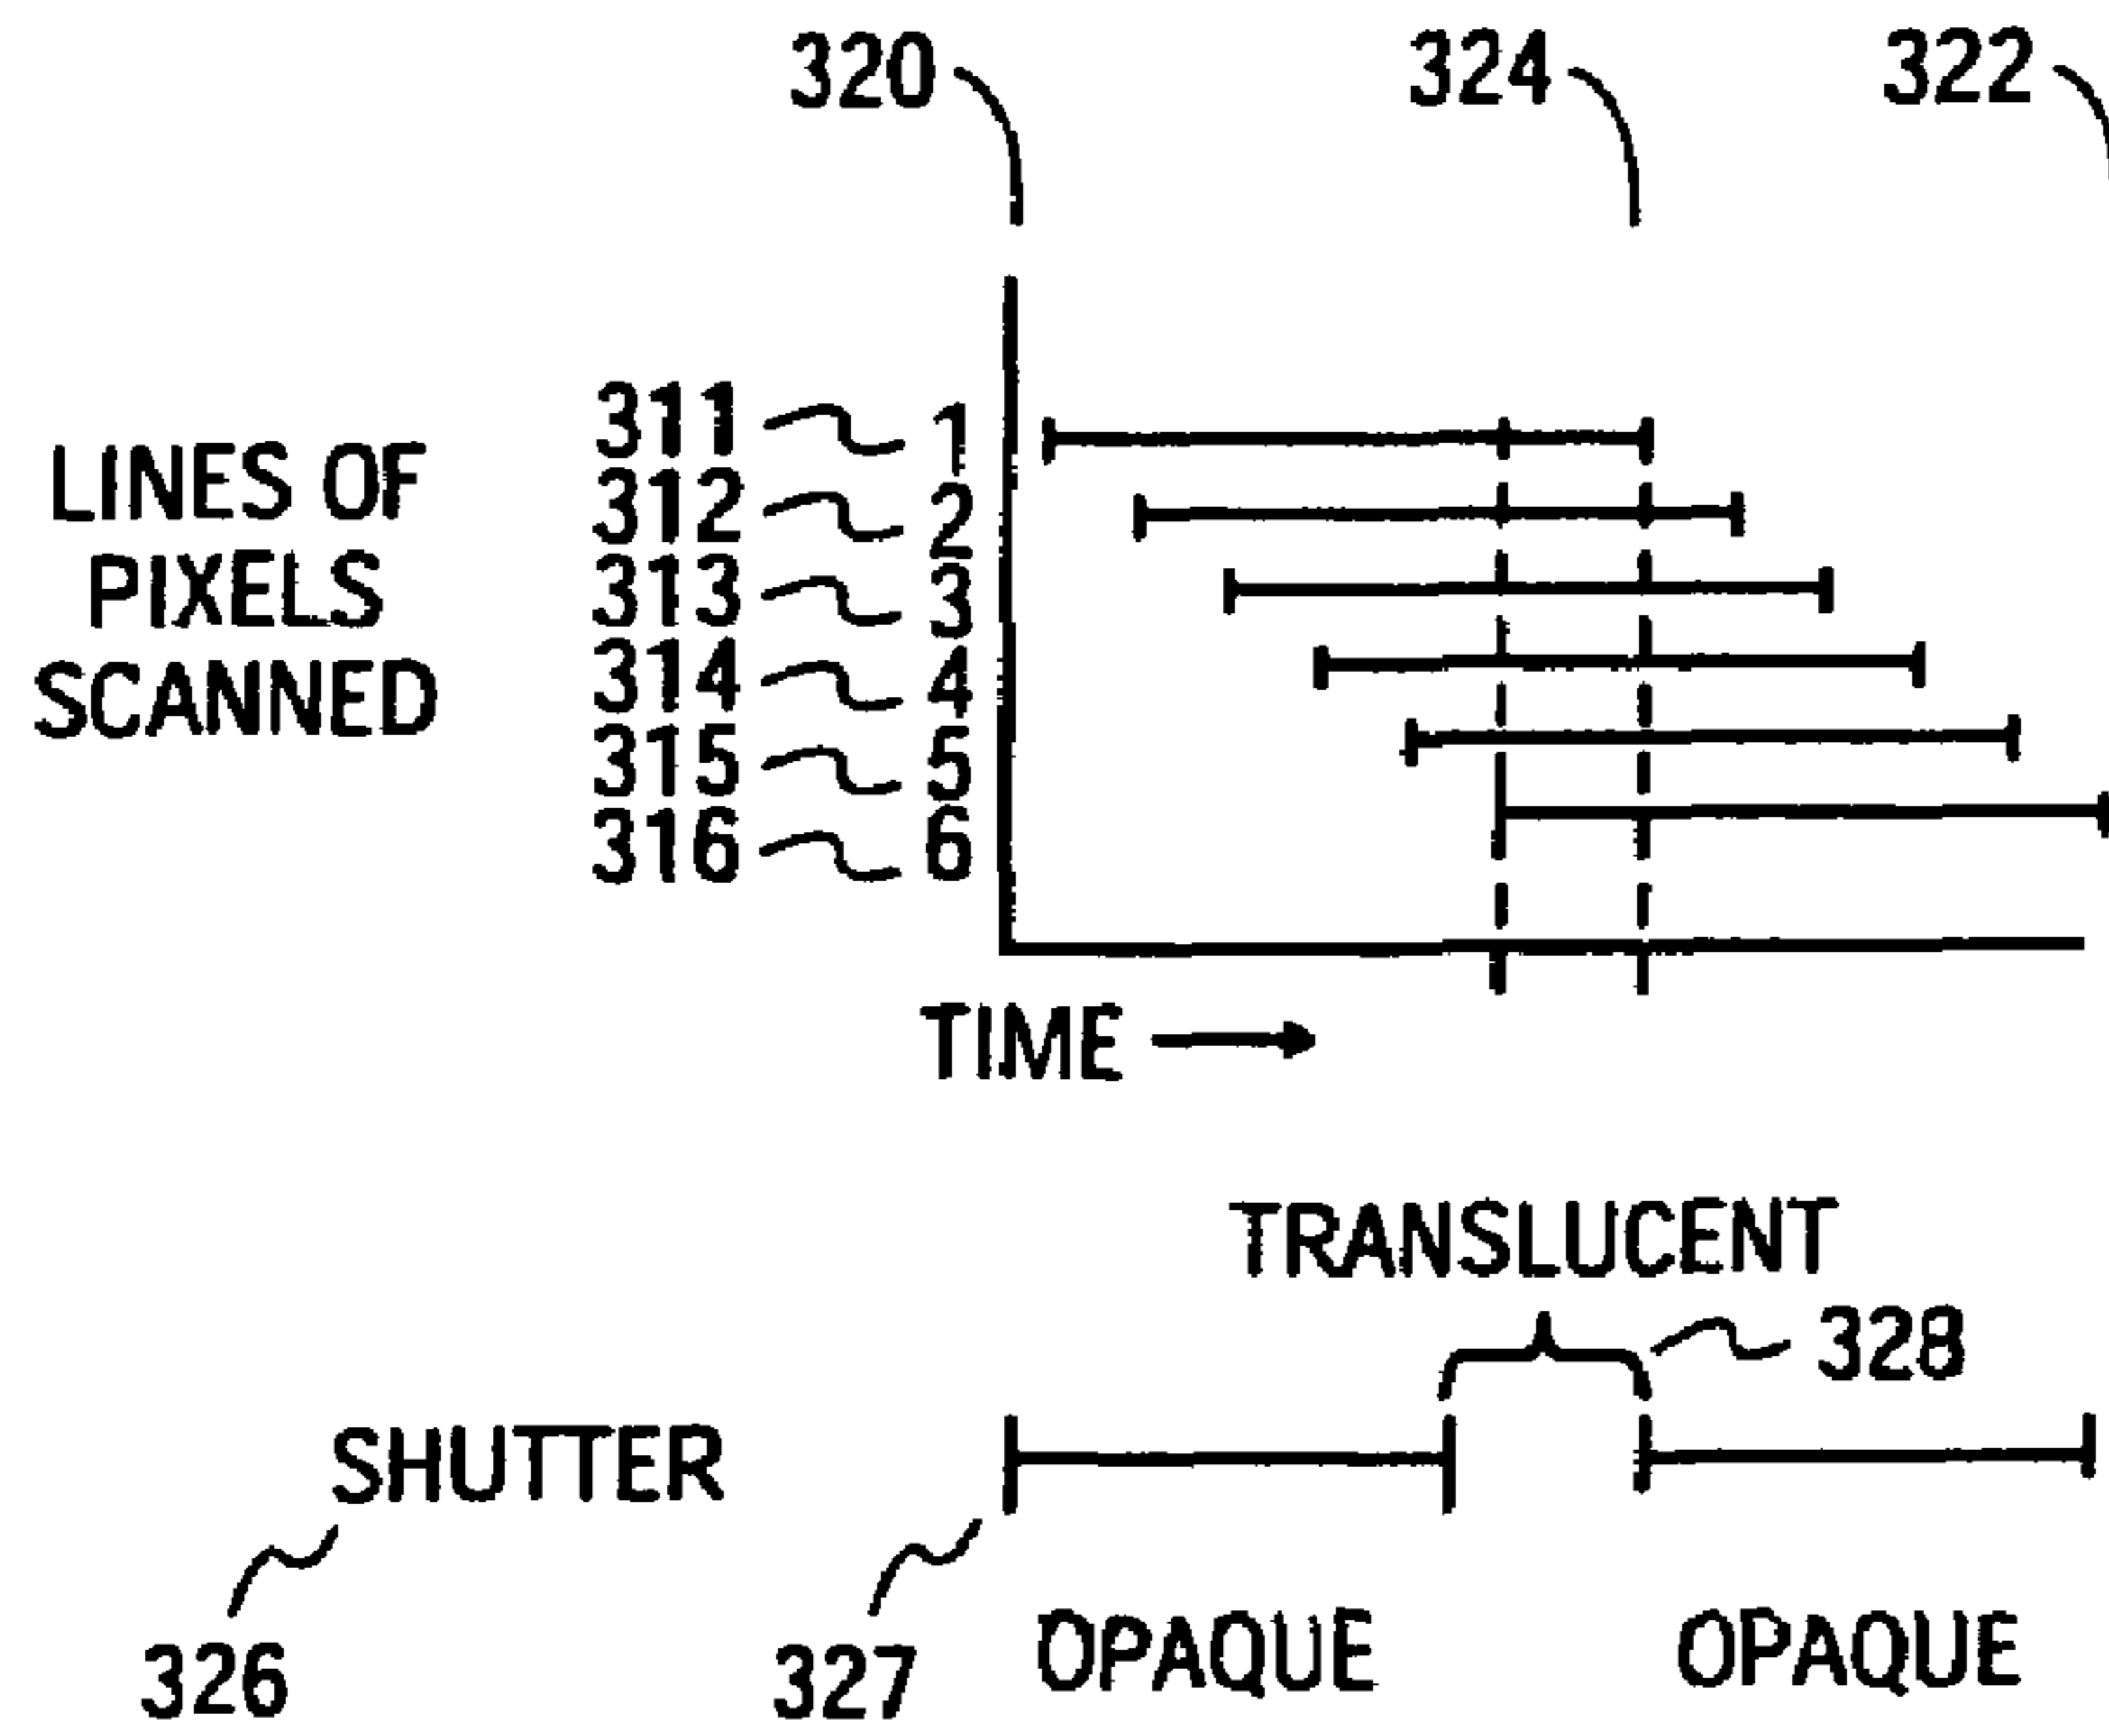 320 324 322
LINES OF
PIXELS
SCANNED
311 1
312 2
313 3
314 4
315 5
316 6
TIME
TRANSLUCENT
328
SHUTTER
326 327 OPAQUE OPAQUE